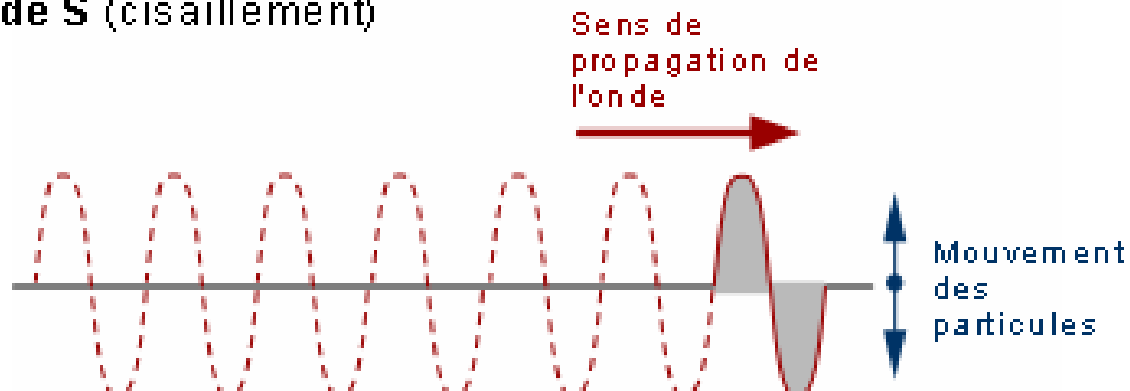 de S (cisaillement)
Sens de
propagation de
l'onde
Mouvement
des
particules